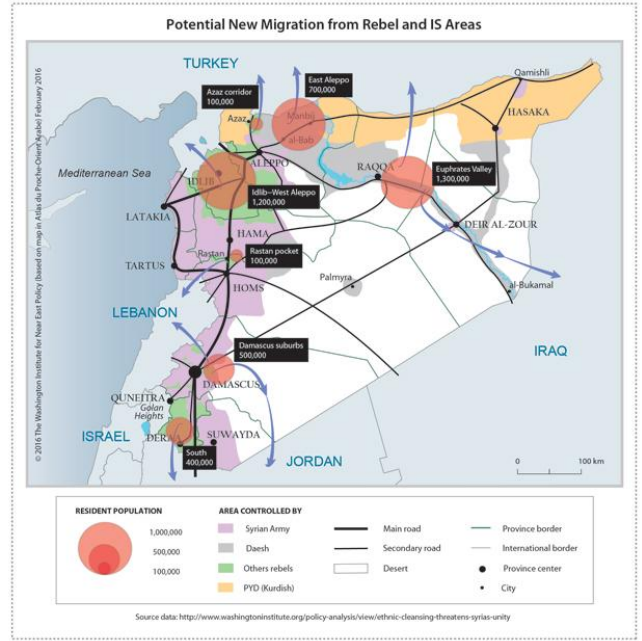 Potential New Migration from Rebel and IS Areas
© 2016 The Washington Institute for Near East Policy (based on map in Atlas du Proche-Orient Arabe) February 2016
TURKEY
Qamishli
East Aleppo
700,000
Azaz corridor
100,000
Azaz
Manbij
al-Bab
HASAKA
ALEPPO
Mediterranean Sea
IDLIB
RAQQA
Euphrates Valley
1,300,000
Idlib–West Aleppo
1,200,000
LATAKIA
DEIR AL-ZOUR
HAMA
Rastan
Rastan pocket
100,000
TARTUS
Palmyra
HOMS
al-Bukamal
LEBANON
Damascus suburbs
500,000
IRAQ
DAMASCUS
QUNEITRA
Golan
Heights
ISRAEL
DERAA
SUWAYDA
South
400,000
JORDAN
0
100 km
RESIDENT POPULATION
1,000,000
500,000
100,000
AREA CONTROLLED BY
Syrian Army
Daesh
Others rebels
PYD (Kurdish)
Main road
Secondary road
Desert
Province border
International border
Province center
City
Source data: http://www.washingtoninstitute.org/policy-analysis/view/ethnic-cleansing-threatens-syrias-unity